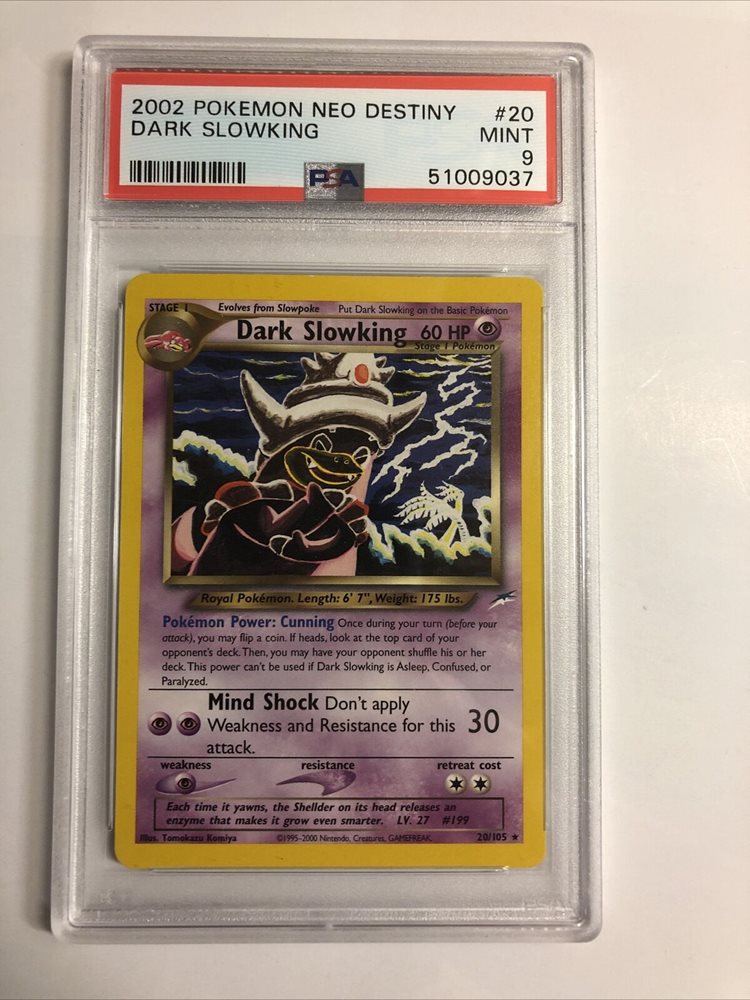 2002 POKEMON NEO DESTINY #20
DARK SLOWKING MINT
9
PSA 51009037
STAGE 1 Evolves from Slowpoke Put Dark Slowking on the Basic Pokémon
Dark Slowking 60 HP
Stage 1 Pokémon
Royal Pokémon. Length: 6' 7", Weight: 175 lbs.
Pokémon Power: Cunning Once during your turn (before your
attack), you may flip a coin. If heads, look at the top card of your
opponent's deck. Then, you may have your opponent shuffle his or her
deck. This power can't be used if Dark Slowking is Asleep, Confused, or
Paralyzed.
Mind Shock Don't apply
Weakness and Resistance for this 30
attack.
weakness resistance retreat cost
Each time it yawns, the Shellder on its head releases an
enzyme that makes it grow even smarter. LV. 27 #199
Illus. Tomokazu Komiya ©1995-2000 Nintendo, Creatures, GAMEFREAK. 20/105 ★